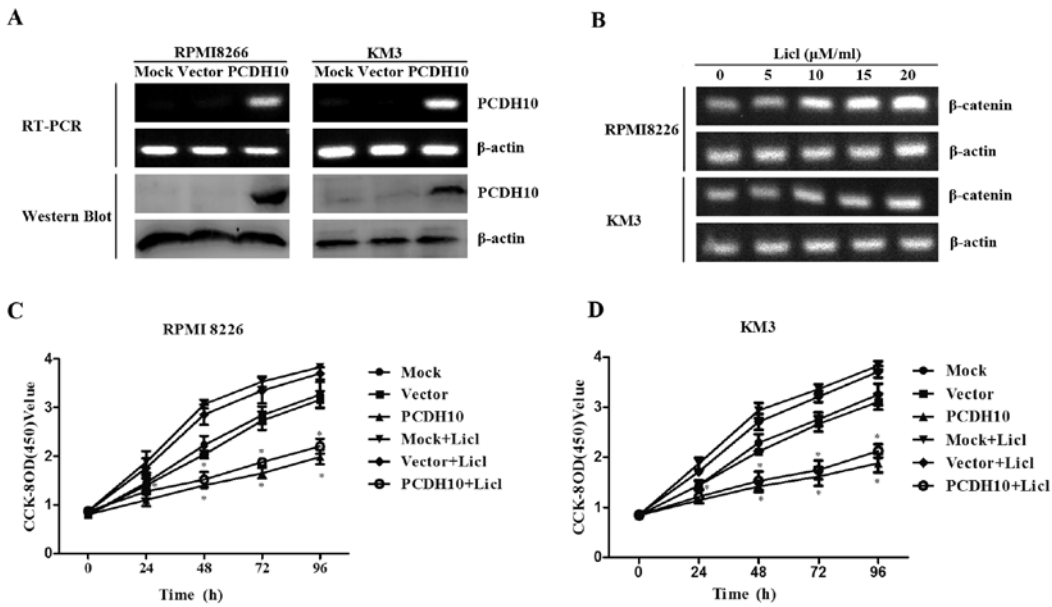 A
RPMI8266 KM3
Mock Vector PCDH10 Mock Vector PCDH10
RT-PCR
PCDH10
β-actin
Western Blot
PCDH10
β-actin
B
Licl (μM/ml)
0 5 10 15 20
RPMI8226
β-catenin
β-actin
KM3
β-catenin
β-actin
C
RPMI 8226
CCK-8OD(450)Velue
4
3
2
1
0
0 24 48 72 96
Time (h)
* * * * * * *
Mock
Vector
PCDH10
Mock+Licl
Vector+Licl
PCDH10+Licl
D
KM3
CCK-8OD(450)Velue
4
3
2
1
0
0 24 48 72 96
Time (h)
* * * * * * *
Mock
Vector
PCDH10
Mock+Licl
Vector+Licl
PCDH10+Licl